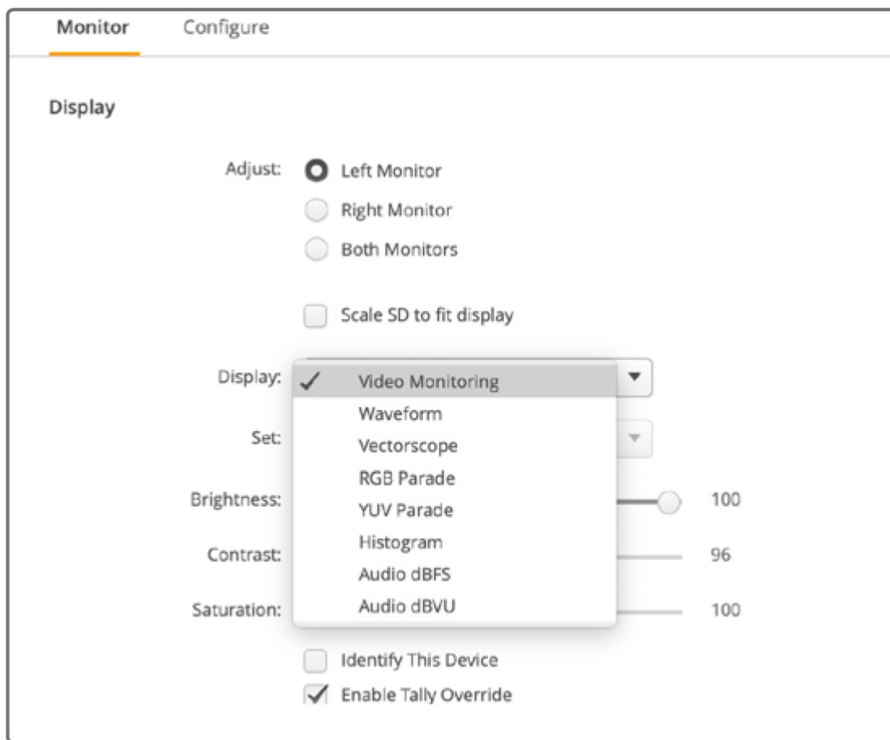 Monitor Configure
Display
Adjust: Left Monitor
Right Monitor
Both Monitors
Scale SD to fit display
Display: Video Monitoring
Waveform
Set: Vectorscope
RGB Parade
Brightness: 100
YUV Parade
Histogram
Contrast: 96
Audio dBFS
Saturation: Audio dBVU 100
Identify This Device
Enable Tally Override